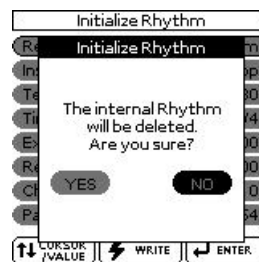 Initialize Rhythm
Initialize Rhythm
The internal Rhythm
will be deleted.
Are you sure?
YES NO
CURSOR
/VALUE WRITE ENTER